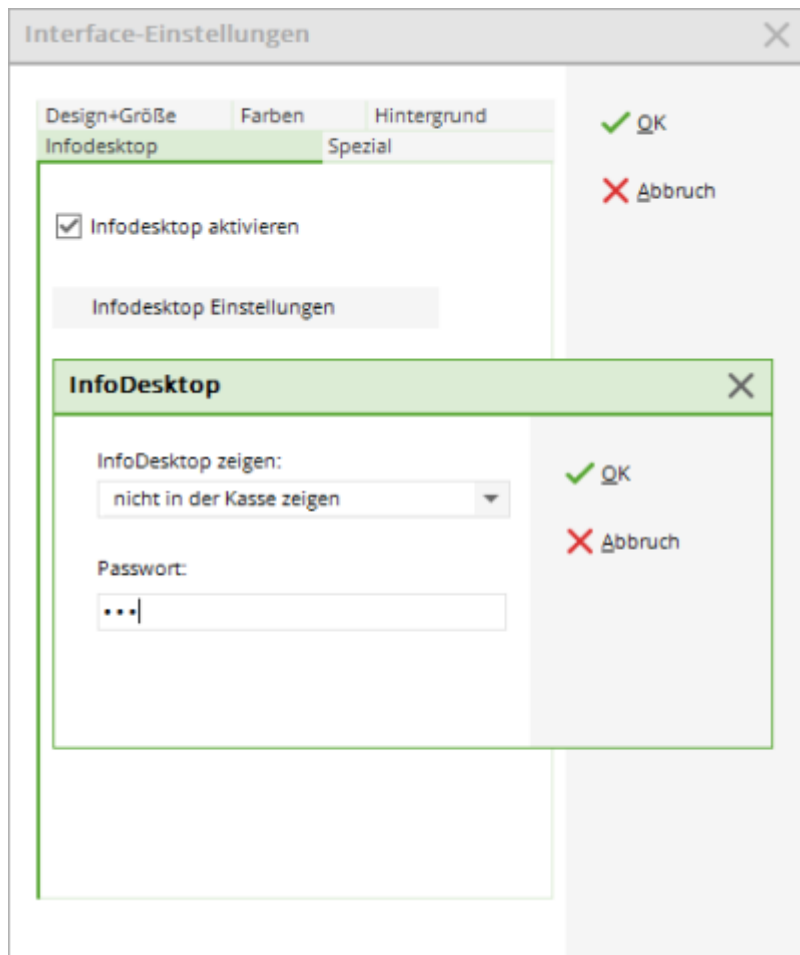 Interface-Einstellungen
Design+Größe Farben Hintergrund
Infodesktop Spezial
OK
Abbruch
Infodesktop aktivieren
Infodesktop Einstellungen
InfoDesktop
InfoDesktop zeigen:
nicht in der Kasse zeigen
Passwort:
•••
OK
Abbruch